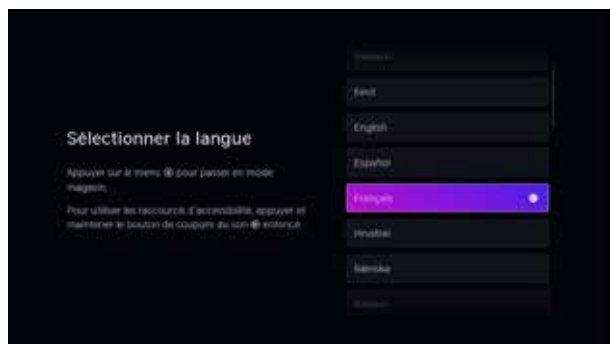 Sélectionner la langue
Appuyer sur le menu pour passer en mode
magasin.
Pour utiliser les raccourcis d'accessibilité, appuyer et
maintenir le bouton de coupure du son enfoncé
Eesti
English
Español
Français
Hrvatski